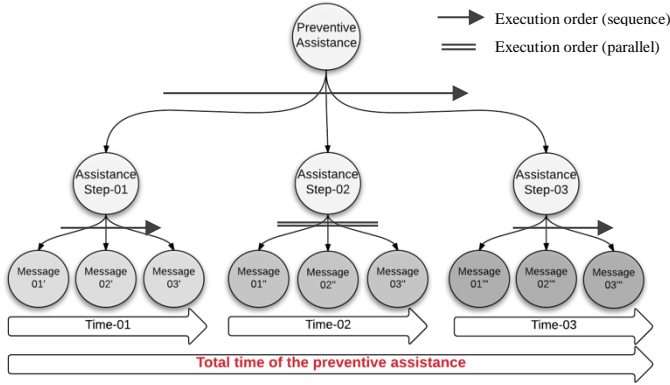 Preventive
Assistance
Execution order (sequence)
Execution order (parallel)
Assistance
Step-01
Assistance
Step-02
Assistance
Step-03
Message
01'
Message
02'
Message
03'
Message
01''
Message
02''
Message
03''
Message
01'''
Message
02'''
Message
03'''
Time-01
Time-02
Time-03
Total time of the preventive assistance